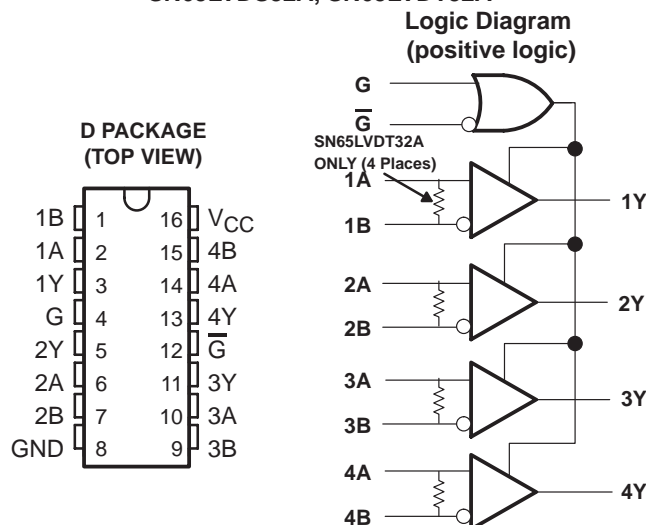 Logic Diagram
(positive logic)
D PACKAGE
(TOP VIEW)
1B 1 16 VCC
1A 2 15 4B
1Y 3 14 4A
G 4 13 4Y
2Y 5 12 G̅
2A 6 11 3Y
2B 7 10 3A
GND 8 9 3B
G
G̅
SN65LVDT32A
ONLY (4 Places)
1A
1B
1Y
2A
2B
2Y
3A
3B
3Y
4A
4B
4Y